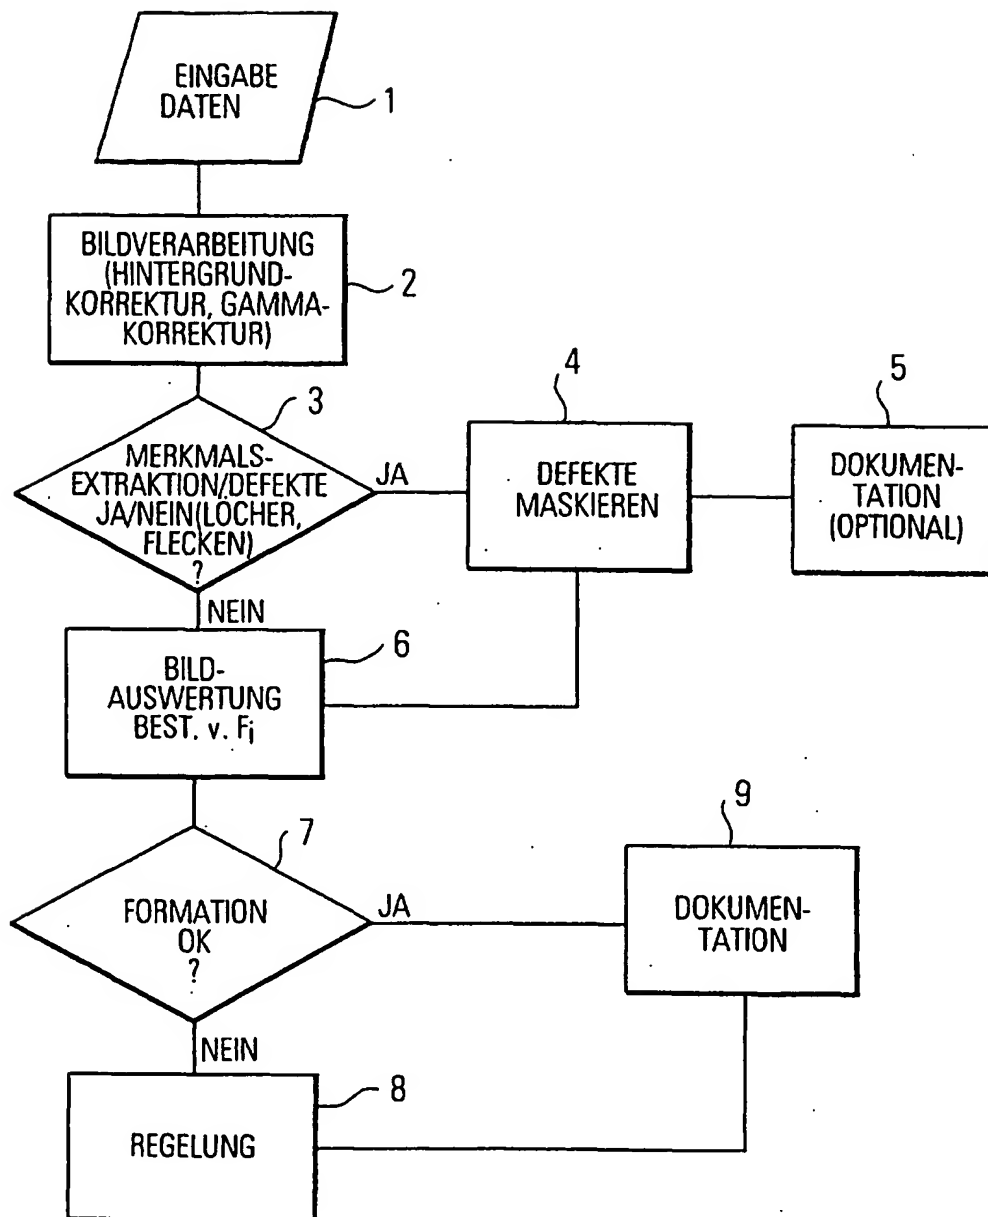 EINGABE
DATEN
1
BILDVERARBEITUNG
(HINTERGRUND-
KORREKTUR, GAMMA-
KORREKTUR)
2
3
MERKMALS-
EXTRAKTION/DEFEKTE
JA/NEIN(LÖCHER,
FLECKEN)
?
JA
4
DEFEKTE
MASKIEREN
5
DOKUMEN-
TATION
(OPTIONAL)
NEIN
6
BILD-
AUSWERTUNG
BEST. v. Fi
7
FORMATION
OK
?
JA
9
DOKUMEN-
TATION
NEIN
8
REGELUNG